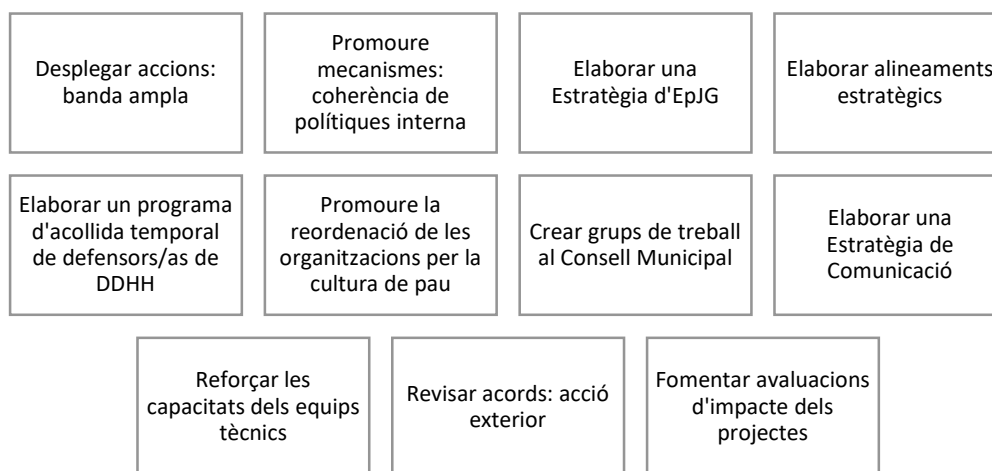 Desplegar accions:
banda ampla
Promoure
mecanismes:
coherència de
polítiques interna
Elaborar una
Estratègia d'EpJG
Elaborar alineaments
estratègics
Elaborar un programa
d'acollida temporal
de defensors/as de
DDHH
Promoure la
reordenació de les
organitzacions per la
cultura de pau
Crear grups de treball
al Consell Municipal
Elaborar una
Estratègia de
Comunicació
Reforçar les
capacitats dels equips
tècnics
Revisar acords: acció
exterior
Fomentar avaluacions
d'impacte dels
projectes